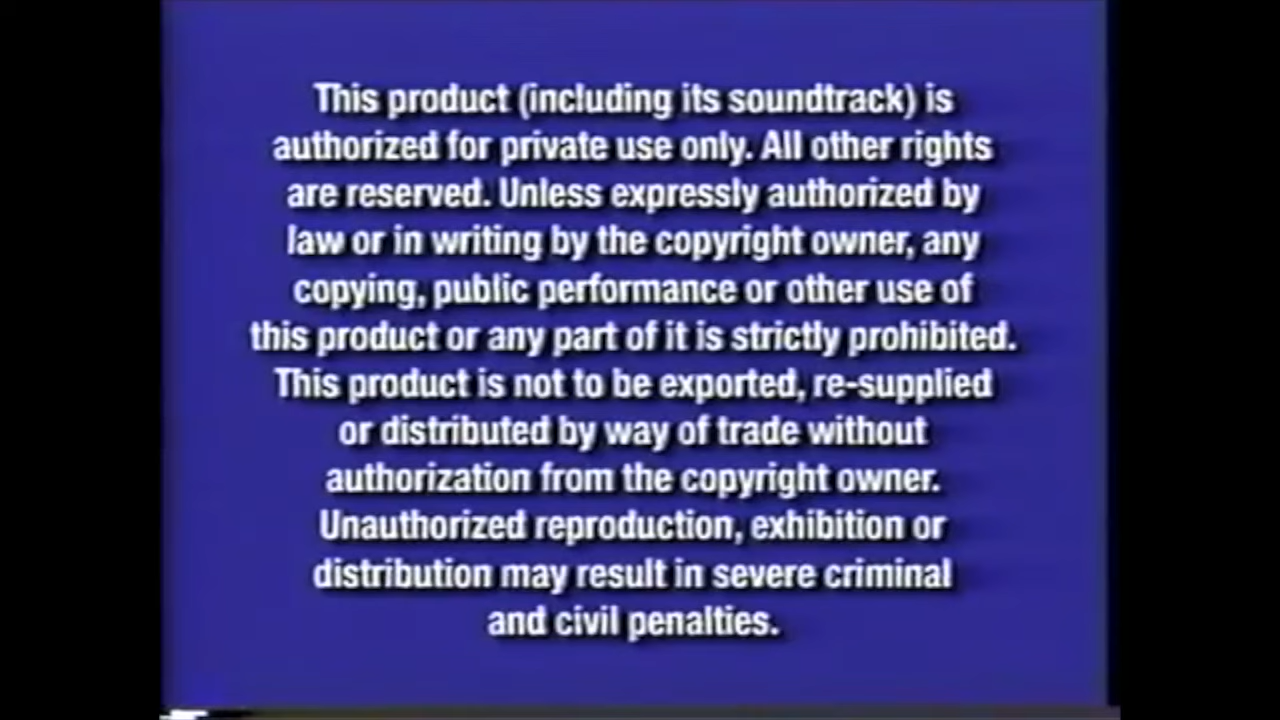 This product (including its soundtrack) is
authorized for private use only. All other rights
are reserved. Unless expressly authorized by
law or in writing by the copyright owner, any
copying, public performance or other use of
this product or any part of it is strictly prohibited.
This product is not to be exported, re-supplied
or distributed by way of trade without
authorization from the copyright owner.
Unauthorized reproduction, exhibition or
distribution may result in severe criminal
and civil penalties.